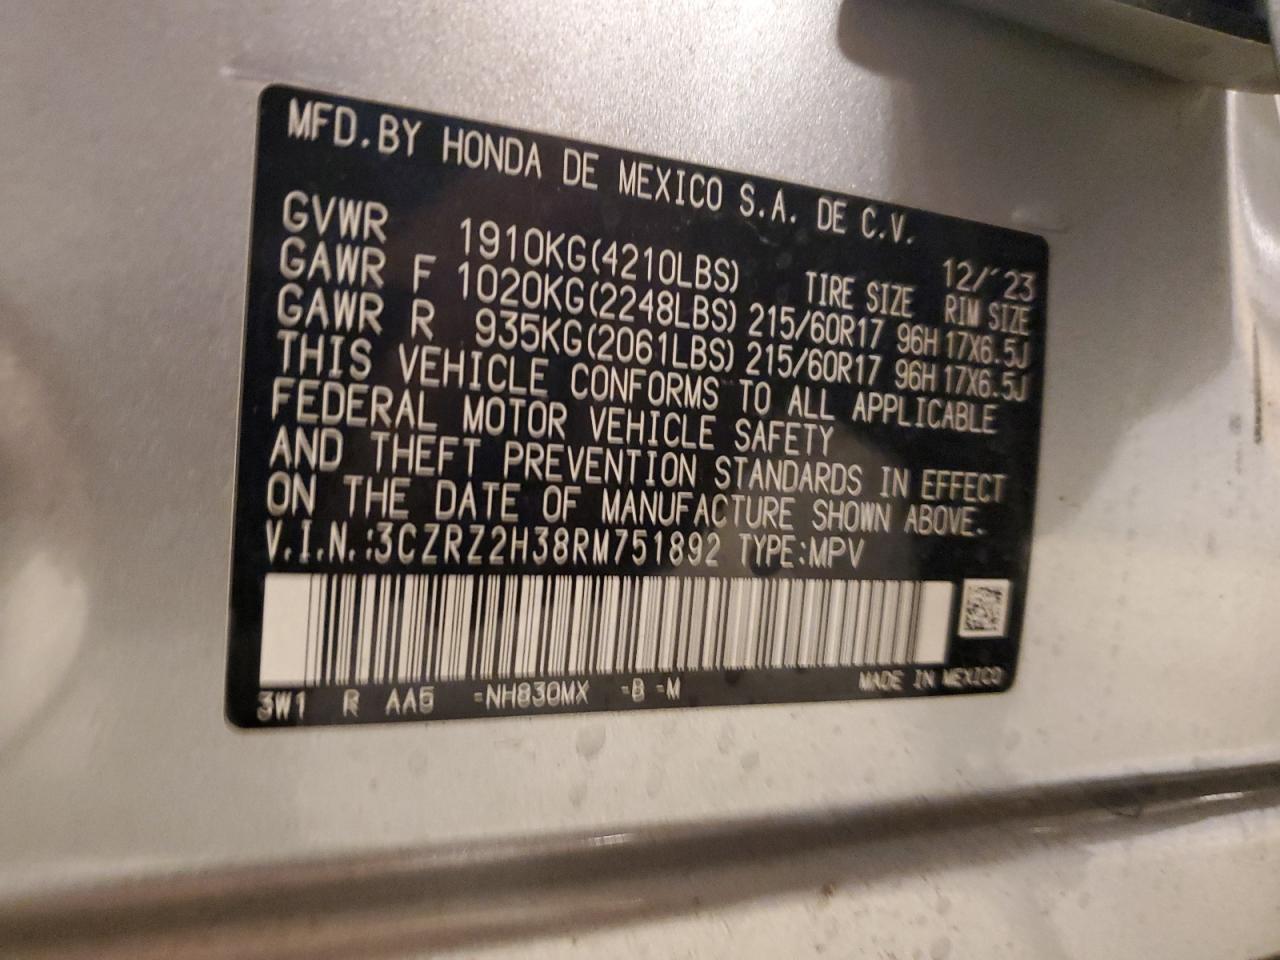 MFD.BY HONDA DE MEXICO S.A. DE C.V.
12/'23
GVWR 1910KG(4210LBS) TIRE SIZE RIM SIZE
GAWR F 1020KG(2248LBS) 215/60R17 96H 17X6.5J
GAWR R 935KG(2061LBS) 215/60R17 96H 17X6.5J
THIS VEHICLE CONFORMS TO ALL APPLICABLE
FEDERAL MOTOR VEHICLE SAFETY
AND THEFT PREVENTION STANDARDS IN EFFECT
ON THE DATE OF MANUFACTURE SHOWN ABOVE.
V.I.N.:3CZRZ2H38RM751892 TYPE:MPV
3W1 R AA5 -NH830MX -B -M MADE IN MEXICO